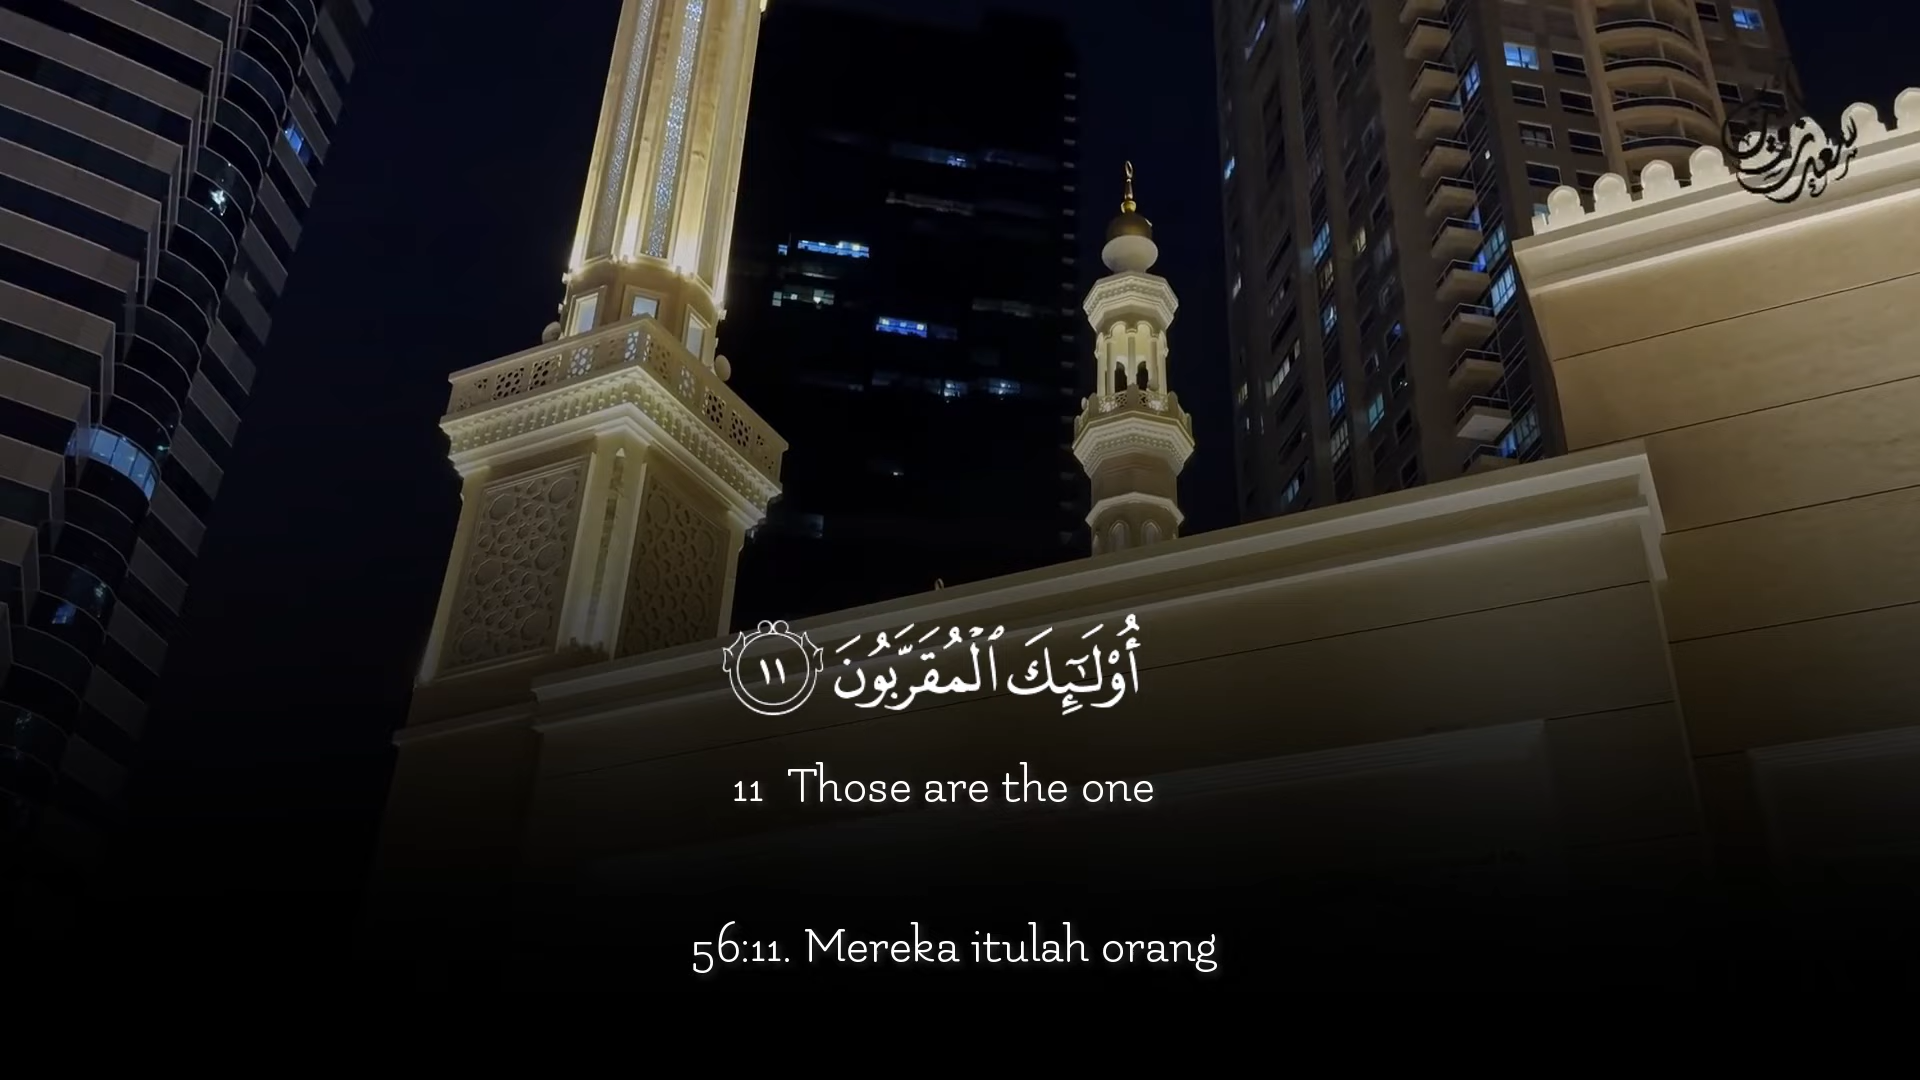 أُو۟لَـٰٓئِكَ ٱلْمُقَرَّبُونَ ١١
11 Those are the one
56:11. Mereka itulah orang